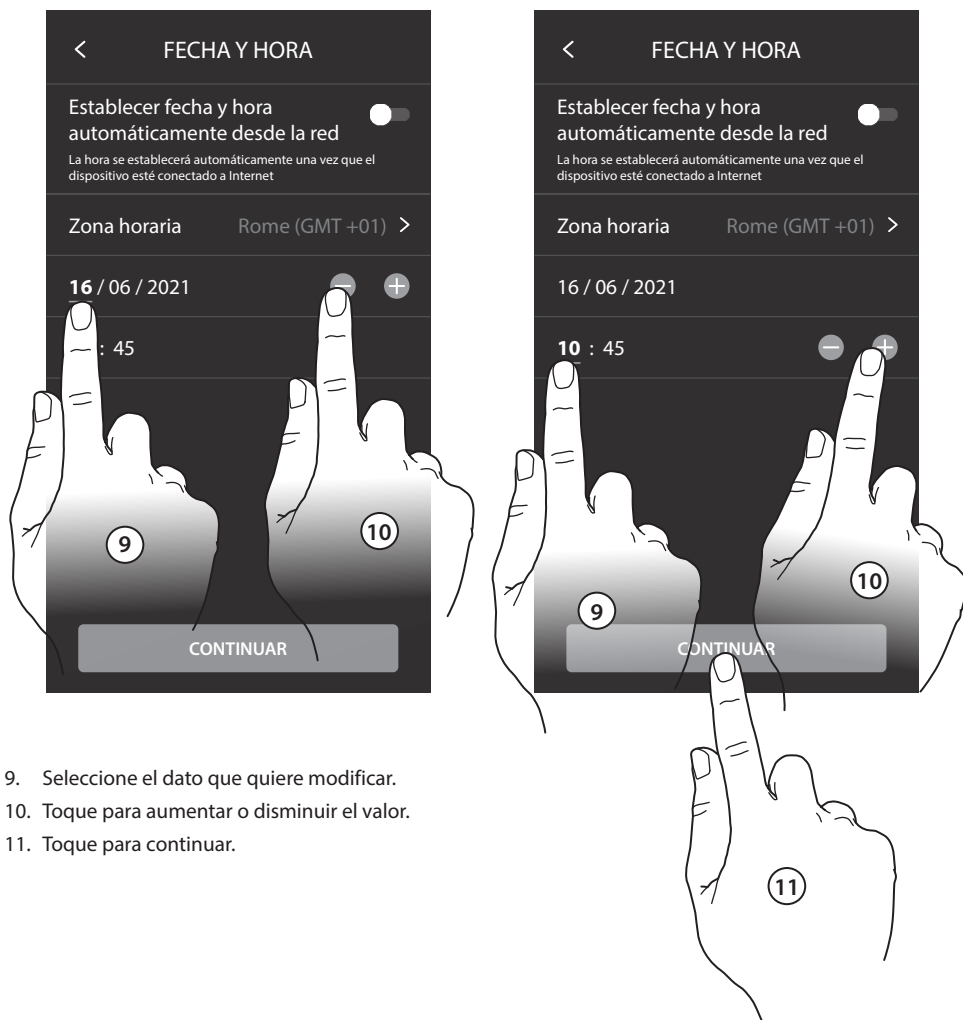 FECHA Y HORA
Establecer fecha y hora
automáticamente desde la red
La hora se establecerá automáticamente una vez que el
dispositivo esté conectado a Internet
Zona horaria Rome (GMT +01)
16 / 06 / 2021
: 45
9
10
CONTINUAR
FECHA Y HORA
Establecer fecha y hora
automáticamente desde la red
La hora se establecerá automáticamente una vez que el
dispositivo esté conectado a Internet
Zona horaria Rome (GMT +01)
16 / 06 / 2021
10 : 45
10
9
CONTINUAR
9. Seleccione el dato que quiere modificar.
10. Toque para aumentar o disminuir el valor.
11. Toque para continuar.
11